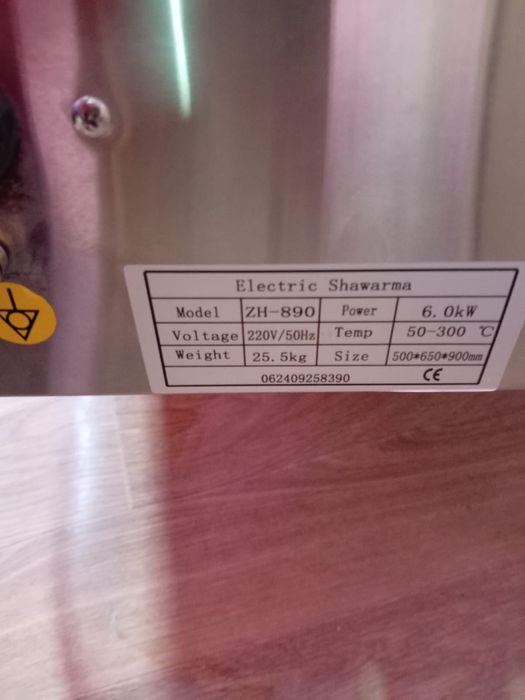 Electric Shawarma
Model ZH-890 Power 6.0kW
Voltage 220V/50Hz Temp 50-300 ℃
Weight 25.5kg Size 500*650*900mm
062409258390 CE